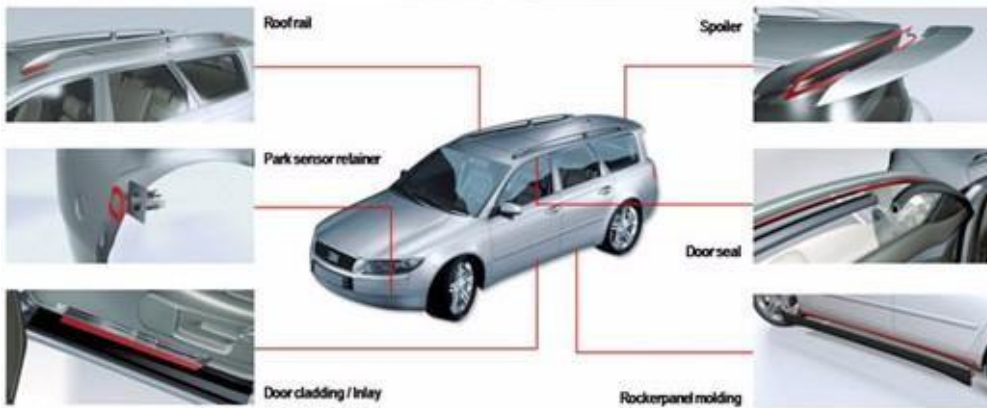 Roof rail
Spoiler
Park sensor retainer
Door seal
Door cladding / Inlay
Rockerpanel molding